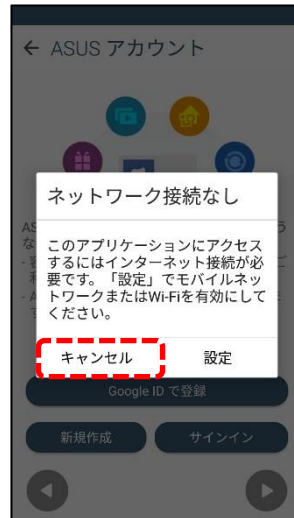 ASUS アカウント
ネットワーク接続なし
このアプリケーションにアクセス
するにはインターネット接続が必
要です。「設定」でモバイルネッ
トワークまたはWi-Fiを有効にして
ください。
キャンセル 設定
Google ID で登録
新規作成 サインイン